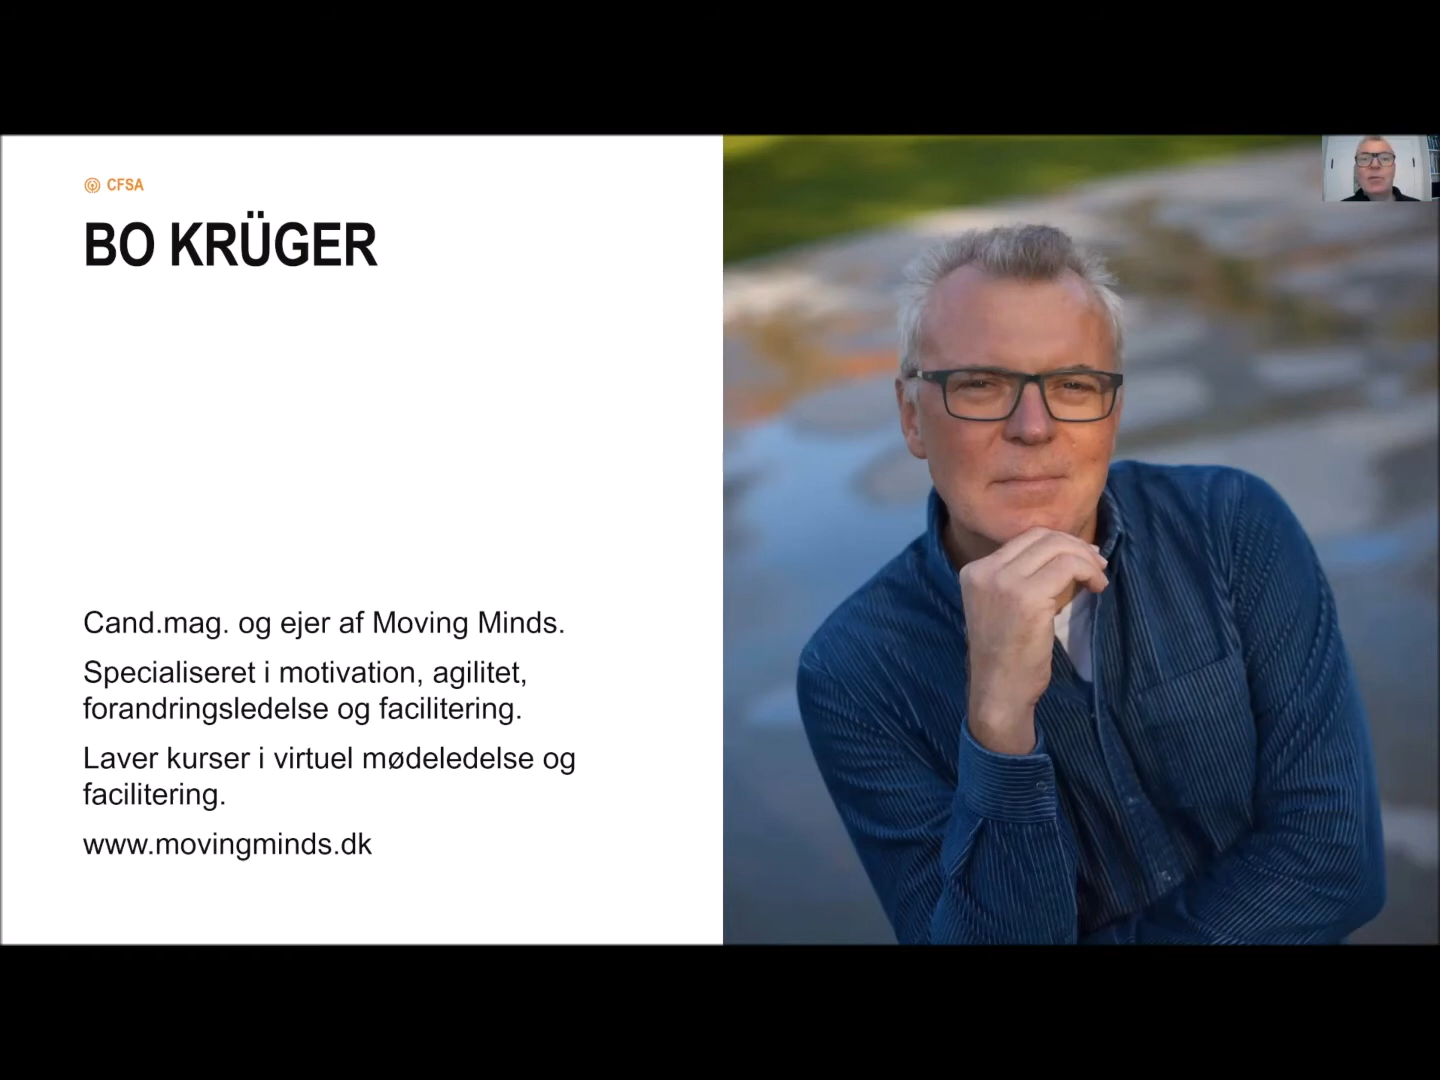 CFSA
BO KRÜGER
Cand.mag. og ejer af Moving Minds.
Specialiseret i motivation, agilitet,
forandringsledelse og facilitering.
Laver kurser i virtuel mødeledelse og
facilitering.
www.movingminds.dk